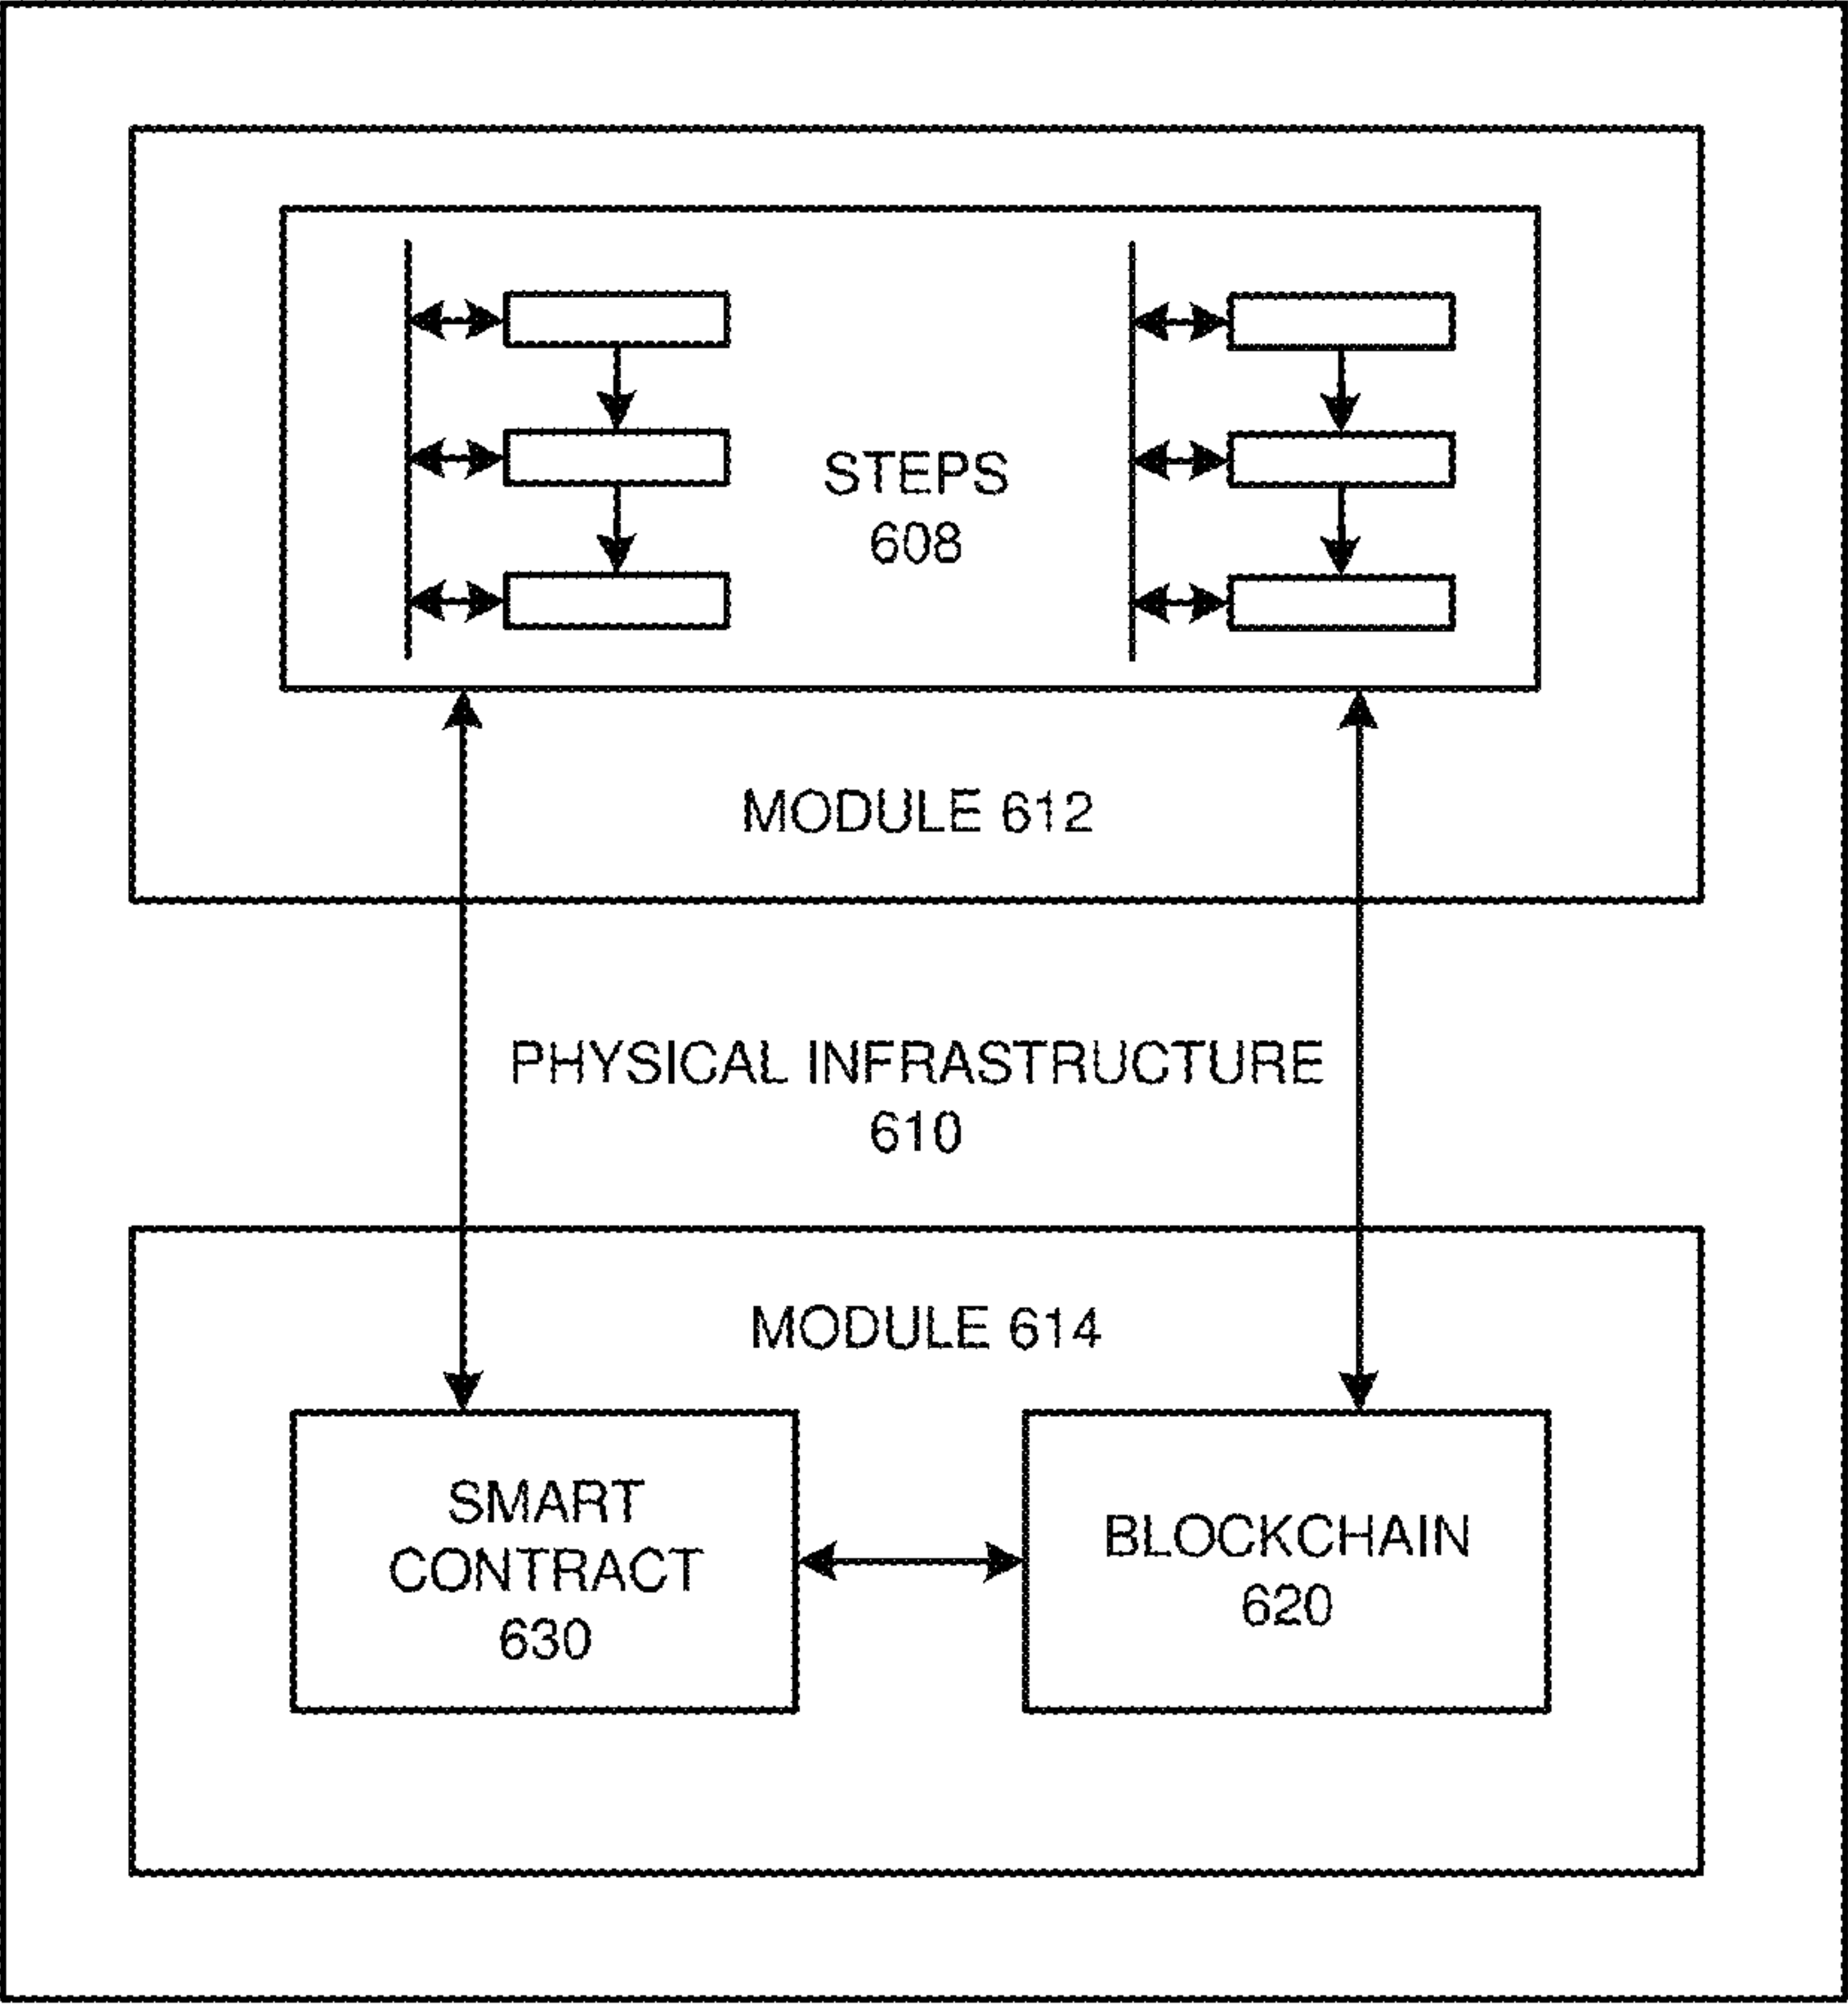 STEPS
608
MODULE 612
PHYSICAL INFRASTRUCTURE
610
MODULE 614
SMART
CONTRACT
630
BLOCKCHAIN
620